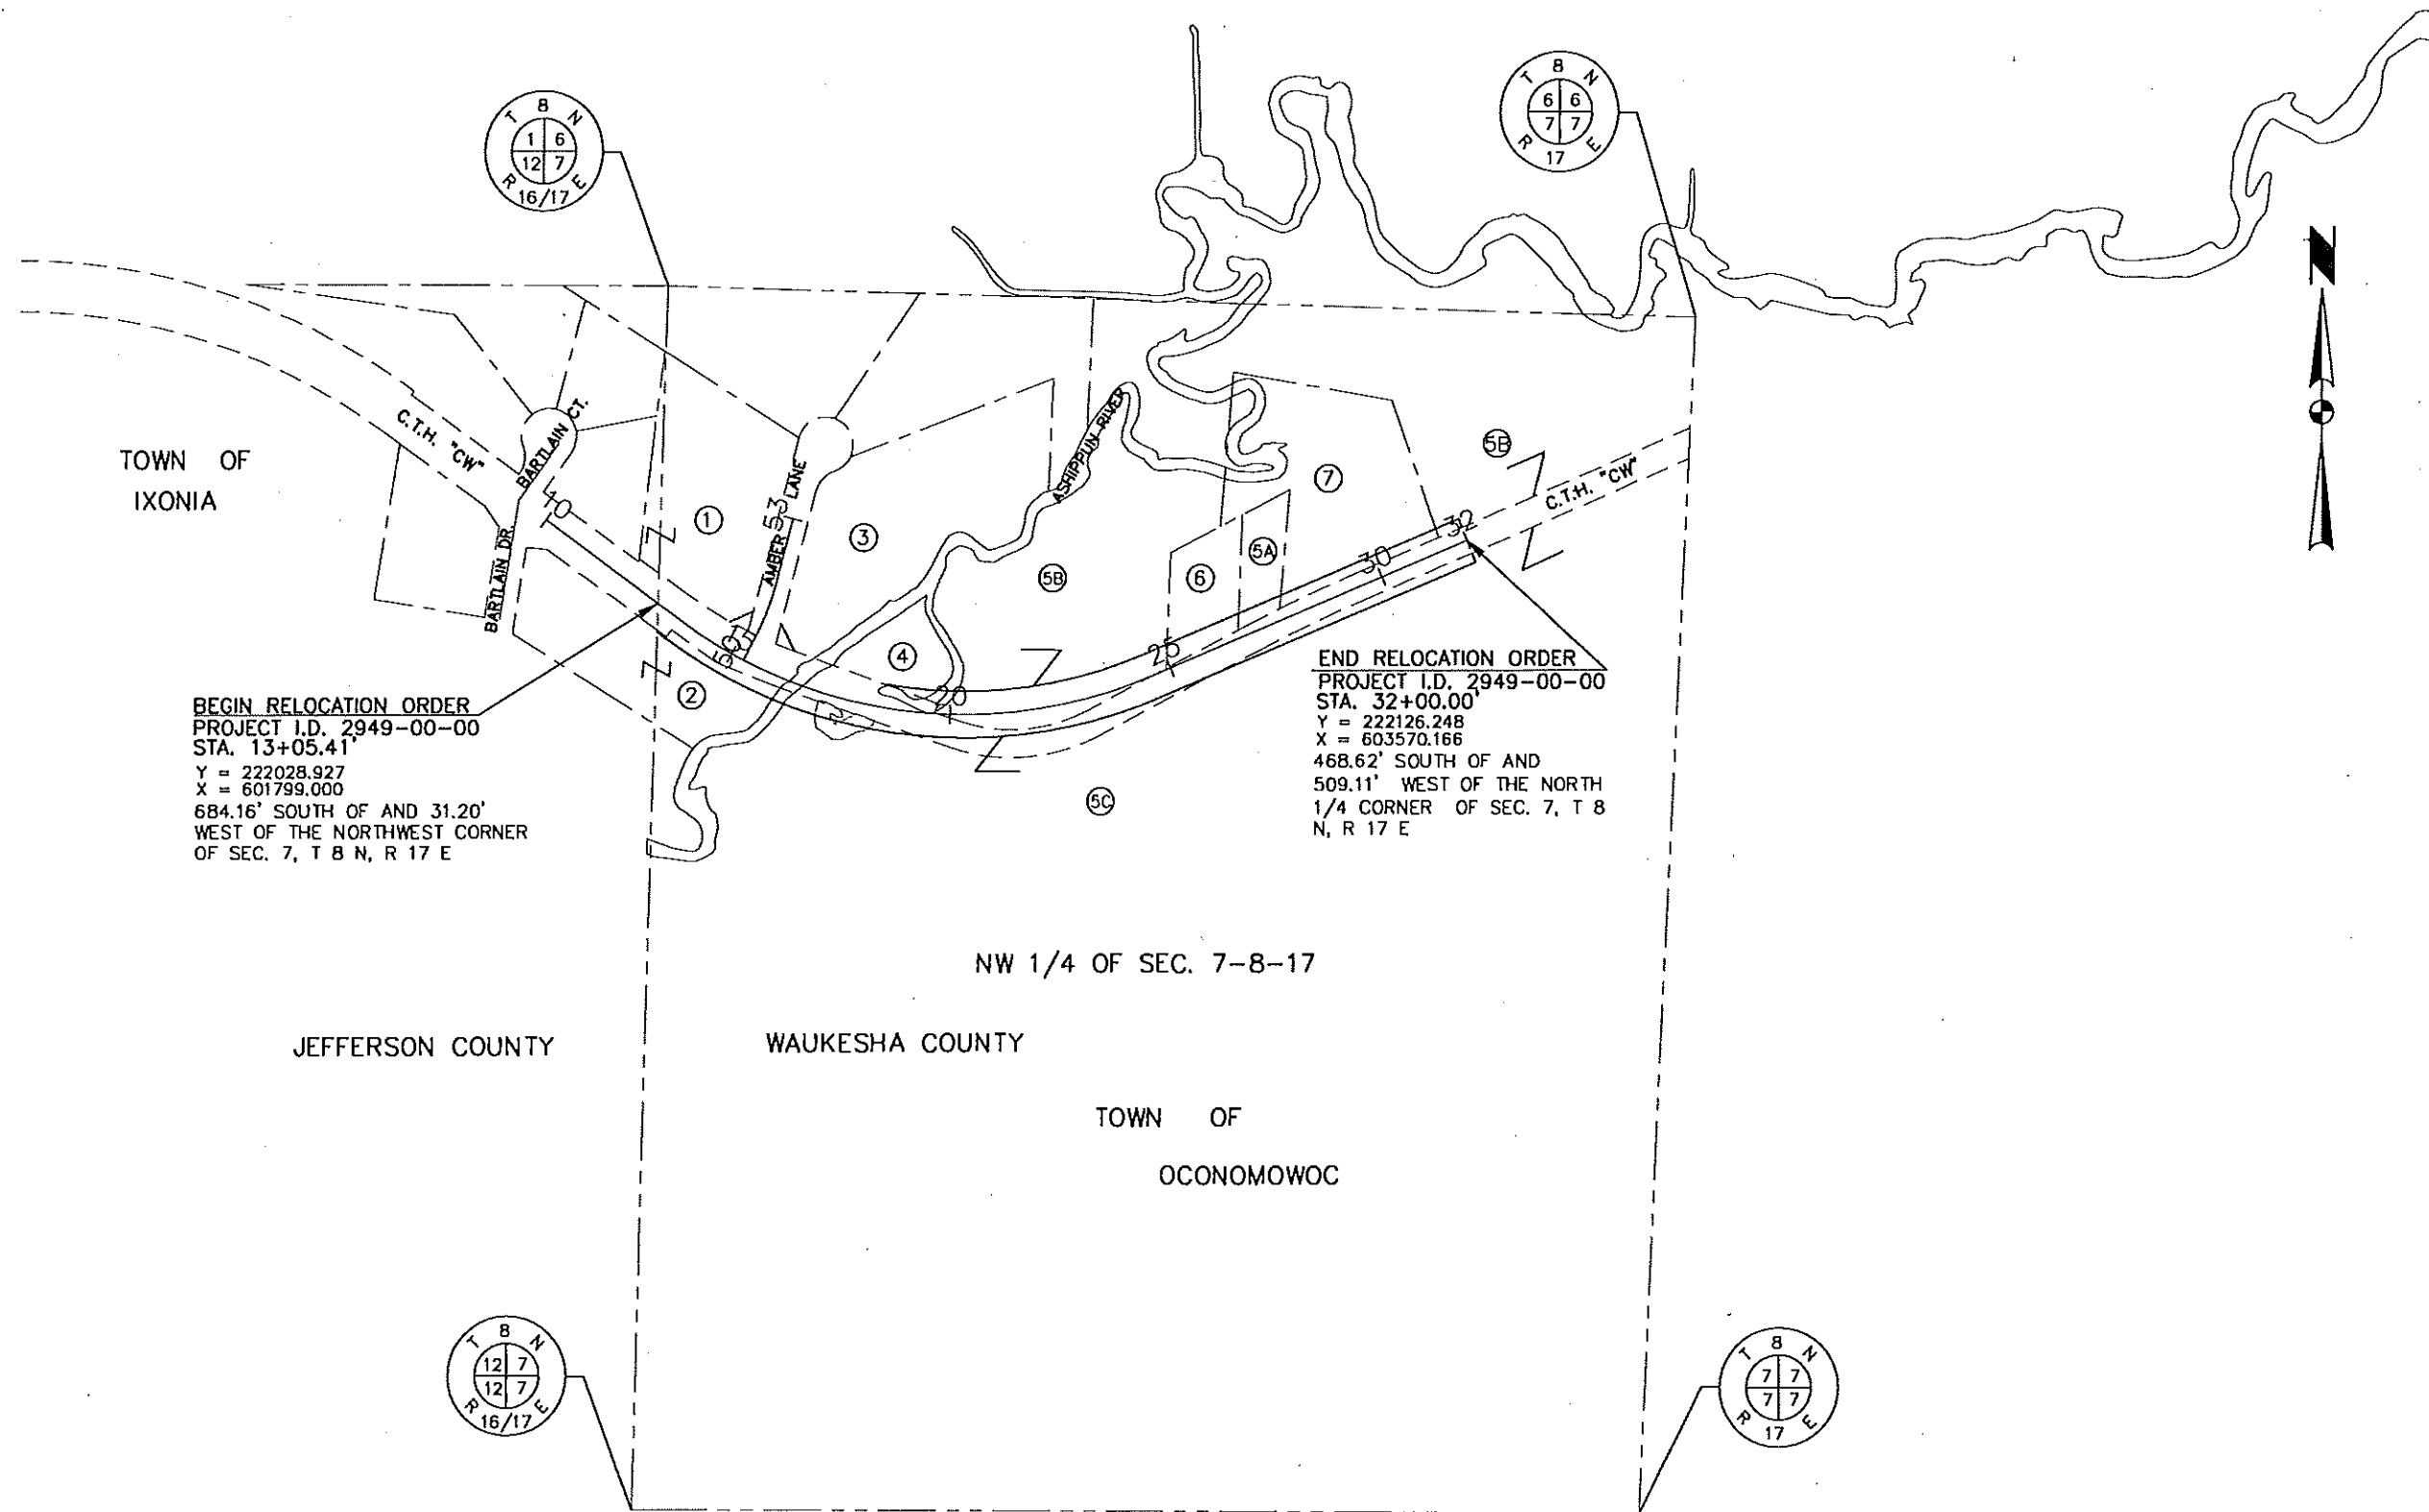 T 8 N
1 6
12 7
R 16/17 E
T 8 N
6 6
7 7
R 17 E
N
C.T.H. "CW"
BARTLAIN CT.
TOWN OF
IXONIA
BARTLAIN DR.
10
1
AMBER LANE
53
3
ASHIPPUN RIVER
5B
7
5B
C.T.H. "CW"
5A
6
5B
30
32
15
50
4
25
2
20
5C
BEGIN RELOCATION ORDER
PROJECT I.D. 2949-00-00
STA. 13+05.41'
Y = 222028.927
X = 601799.000
684.16' SOUTH OF AND 31.20'
WEST OF THE NORTHWEST CORNER
OF SEC. 7, T 8 N, R 17 E
END RELOCATION ORDER
PROJECT I.D. 2949-00-00
STA. 32+00.00'
Y = 222126.248
X = 603570.166
468.62' SOUTH OF AND
509.11' WEST OF THE NORTH
1/4 CORNER OF SEC. 7, T 8
N, R 17 E
NW 1/4 OF SEC. 7-8-17
JEFFERSON COUNTY
WAUKESHA COUNTY
TOWN OF
OCONOMOWOC
T 8 N
12 7
12 7
R 16/17 E
T 8 N
7 7
7 7
R 17 E